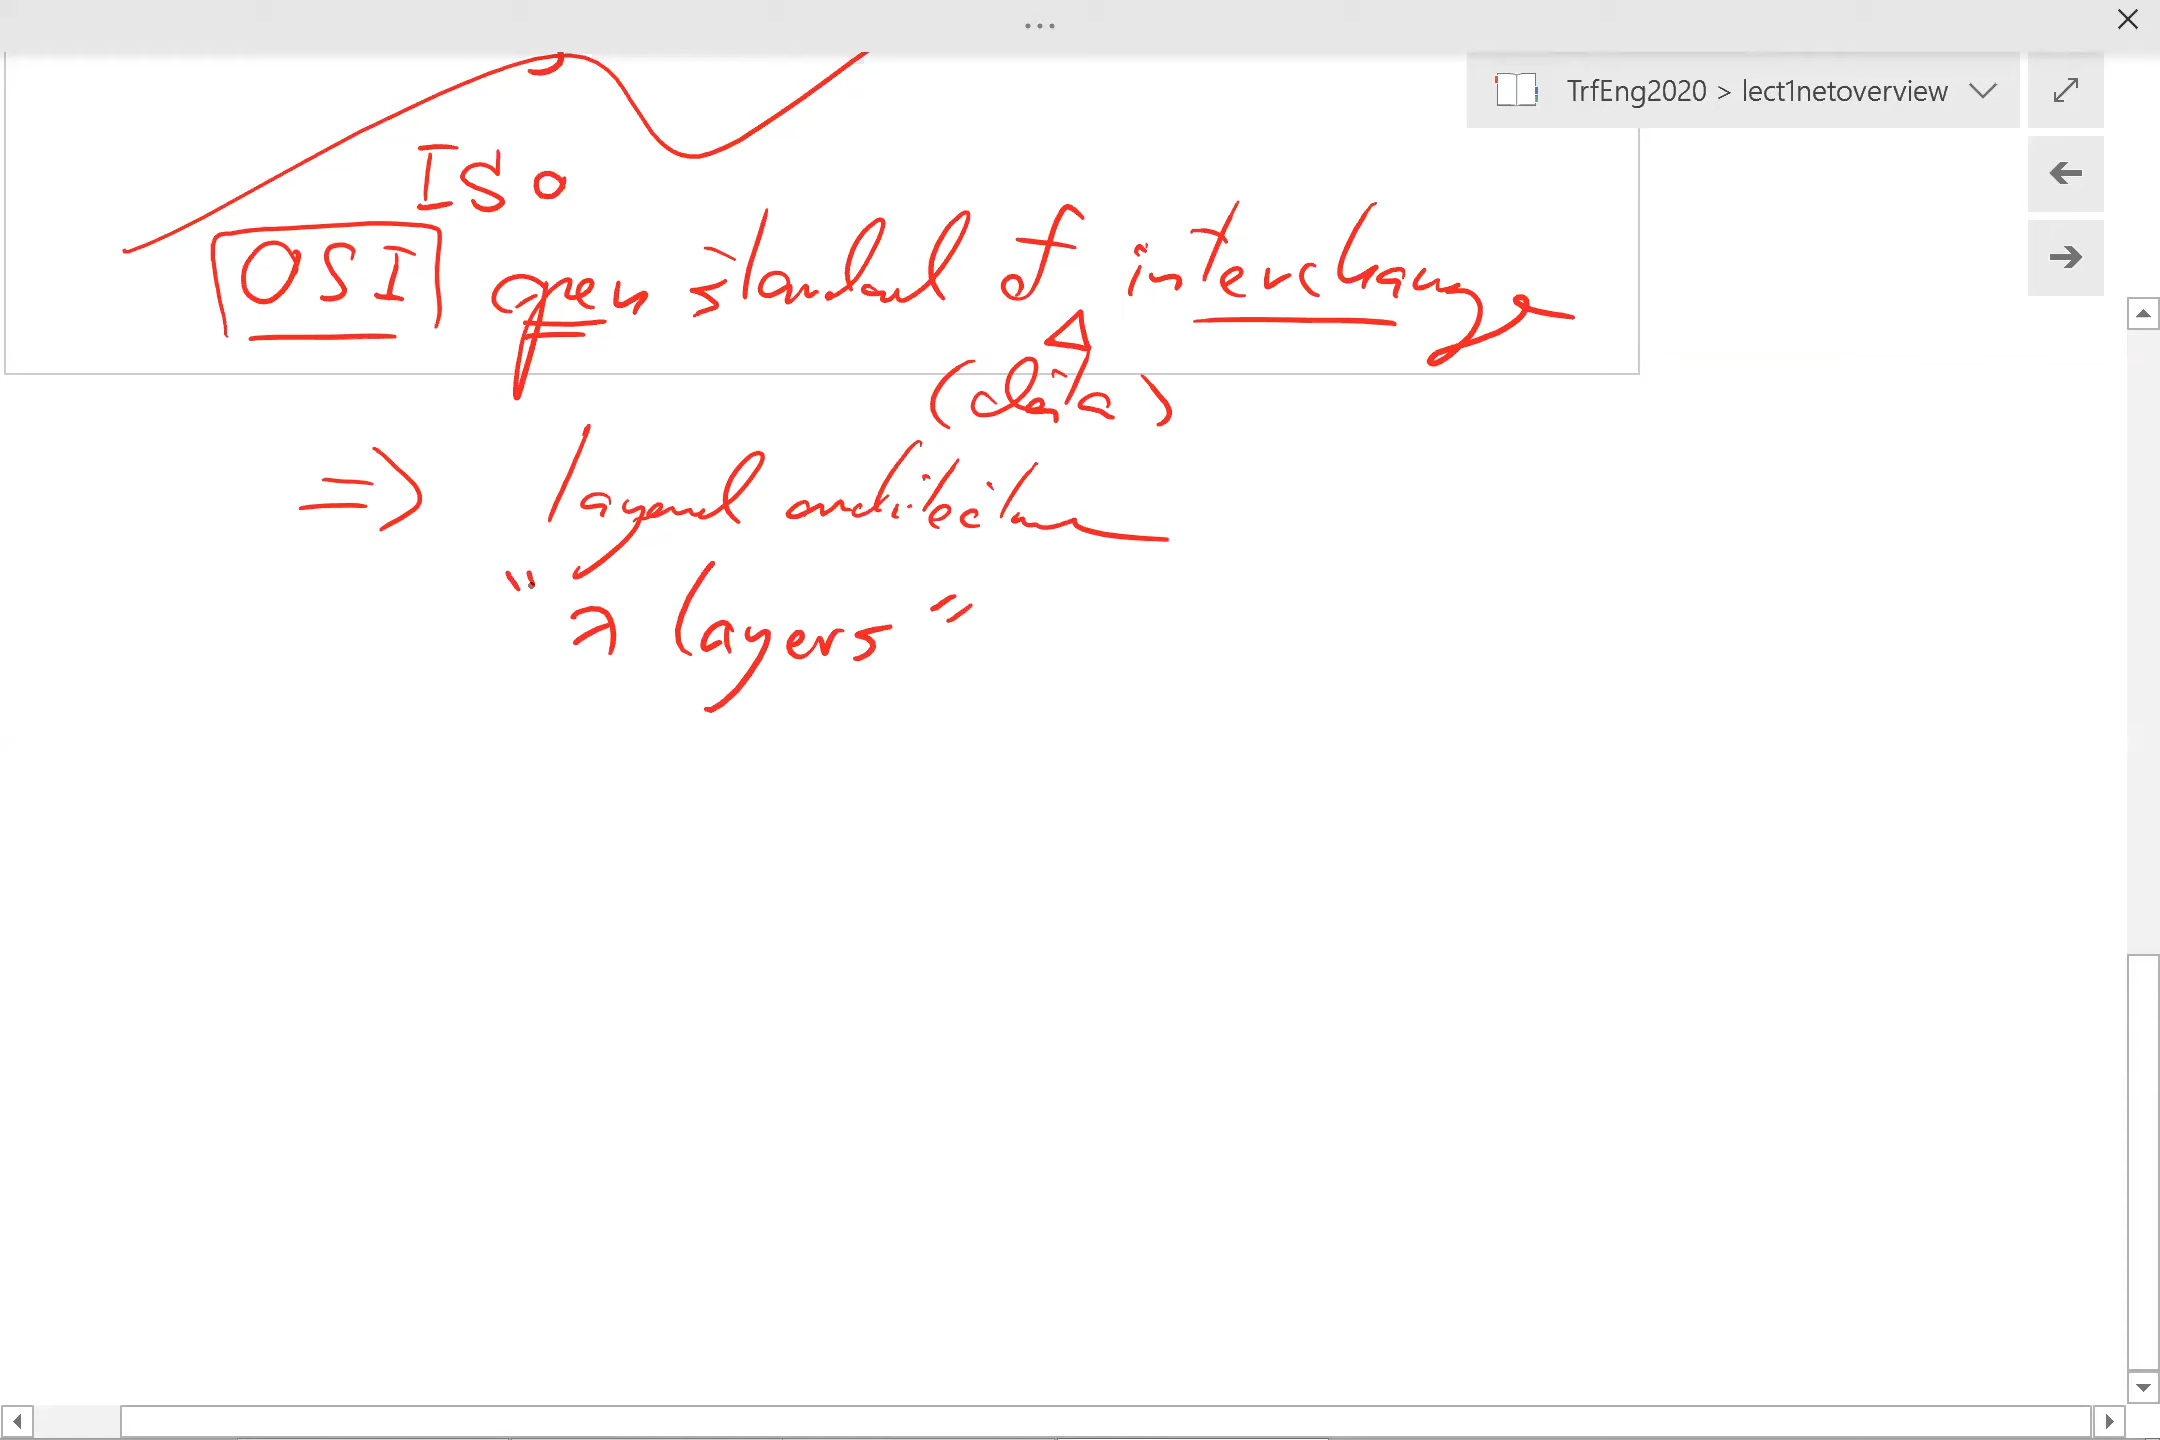 TrfEng2020 > lect1netoverview
ISO
OSI open standard of interchange
(data)
⇒ layered architecture
"7 layers"